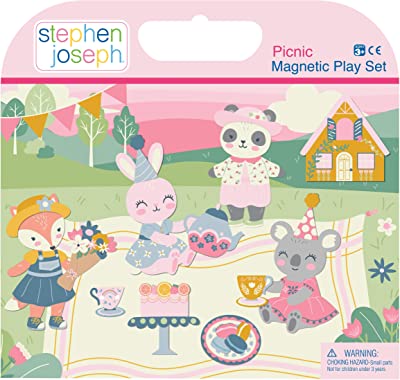 stephen
joseph
Picnic
3+ CE
Magnetic Play Set
WARNING:
CHOKING HAZARD-Small parts
Not for children under 3 years.